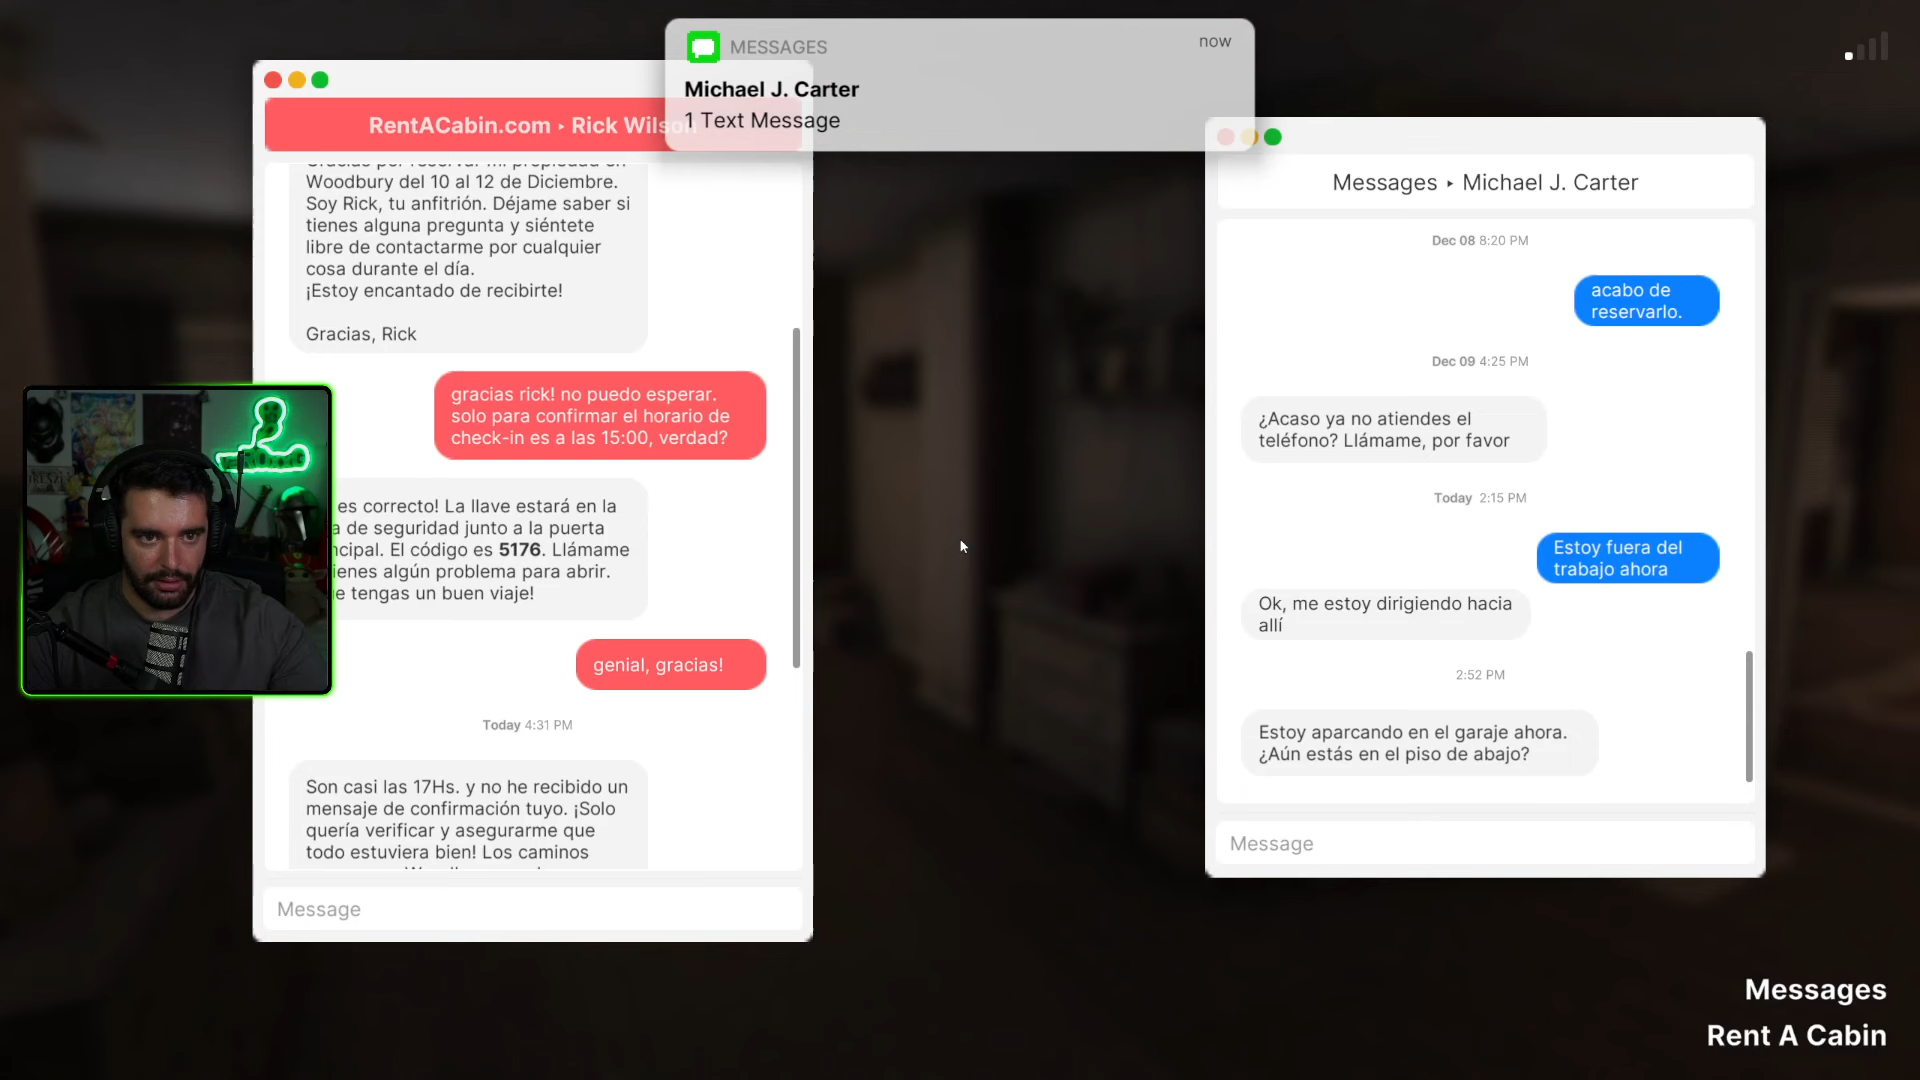 MESSAGES
now
Michael J. Carter
1 Text Message
RentACabin.com ‣ Rick Wilson
Gracias por reservar mi propiedad en
Woodbury del 10 al 12 de Diciembre.
Soy Rick, tu anfitrión. Déjame saber si
tienes alguna pregunta y siéntete
libre de contactarme por cualquier
cosa durante el día.
¡Estoy encantado de recibirte!
Gracias, Rick
gracias rick! no puedo esperar.
solo para confirmar el horario de
check-in es a las 15:00, verdad?
es correcto! La llave estará en la
de seguridad junto a la puerta
ncipal. El código es 5176. Llámame
ienes algún problema para abrir.
e tengas un buen viaje!
genial, gracias!
Today 4:31 PM
Son casi las 17Hs. y no he recibido un
mensaje de confirmación tuyo. ¡Solo
quería verificar y asegurarme que
todo estuviera bien! Los caminos
Message
Messages ‣ Michael J. Carter
Dec 08 8:20 PM
acabo de
reservarlo.
Dec 09 4:25 PM
¿Acaso ya no atiendes el
teléfono? Llámame, por favor
Today 2:15 PM
Estoy fuera del
trabajo ahora
Ok, me estoy dirigiendo hacia
allí
2:52 PM
Estoy aparcando en el garaje ahora.
¿Aún estás en el piso de abajo?
Message
Messages
Rent A Cabin